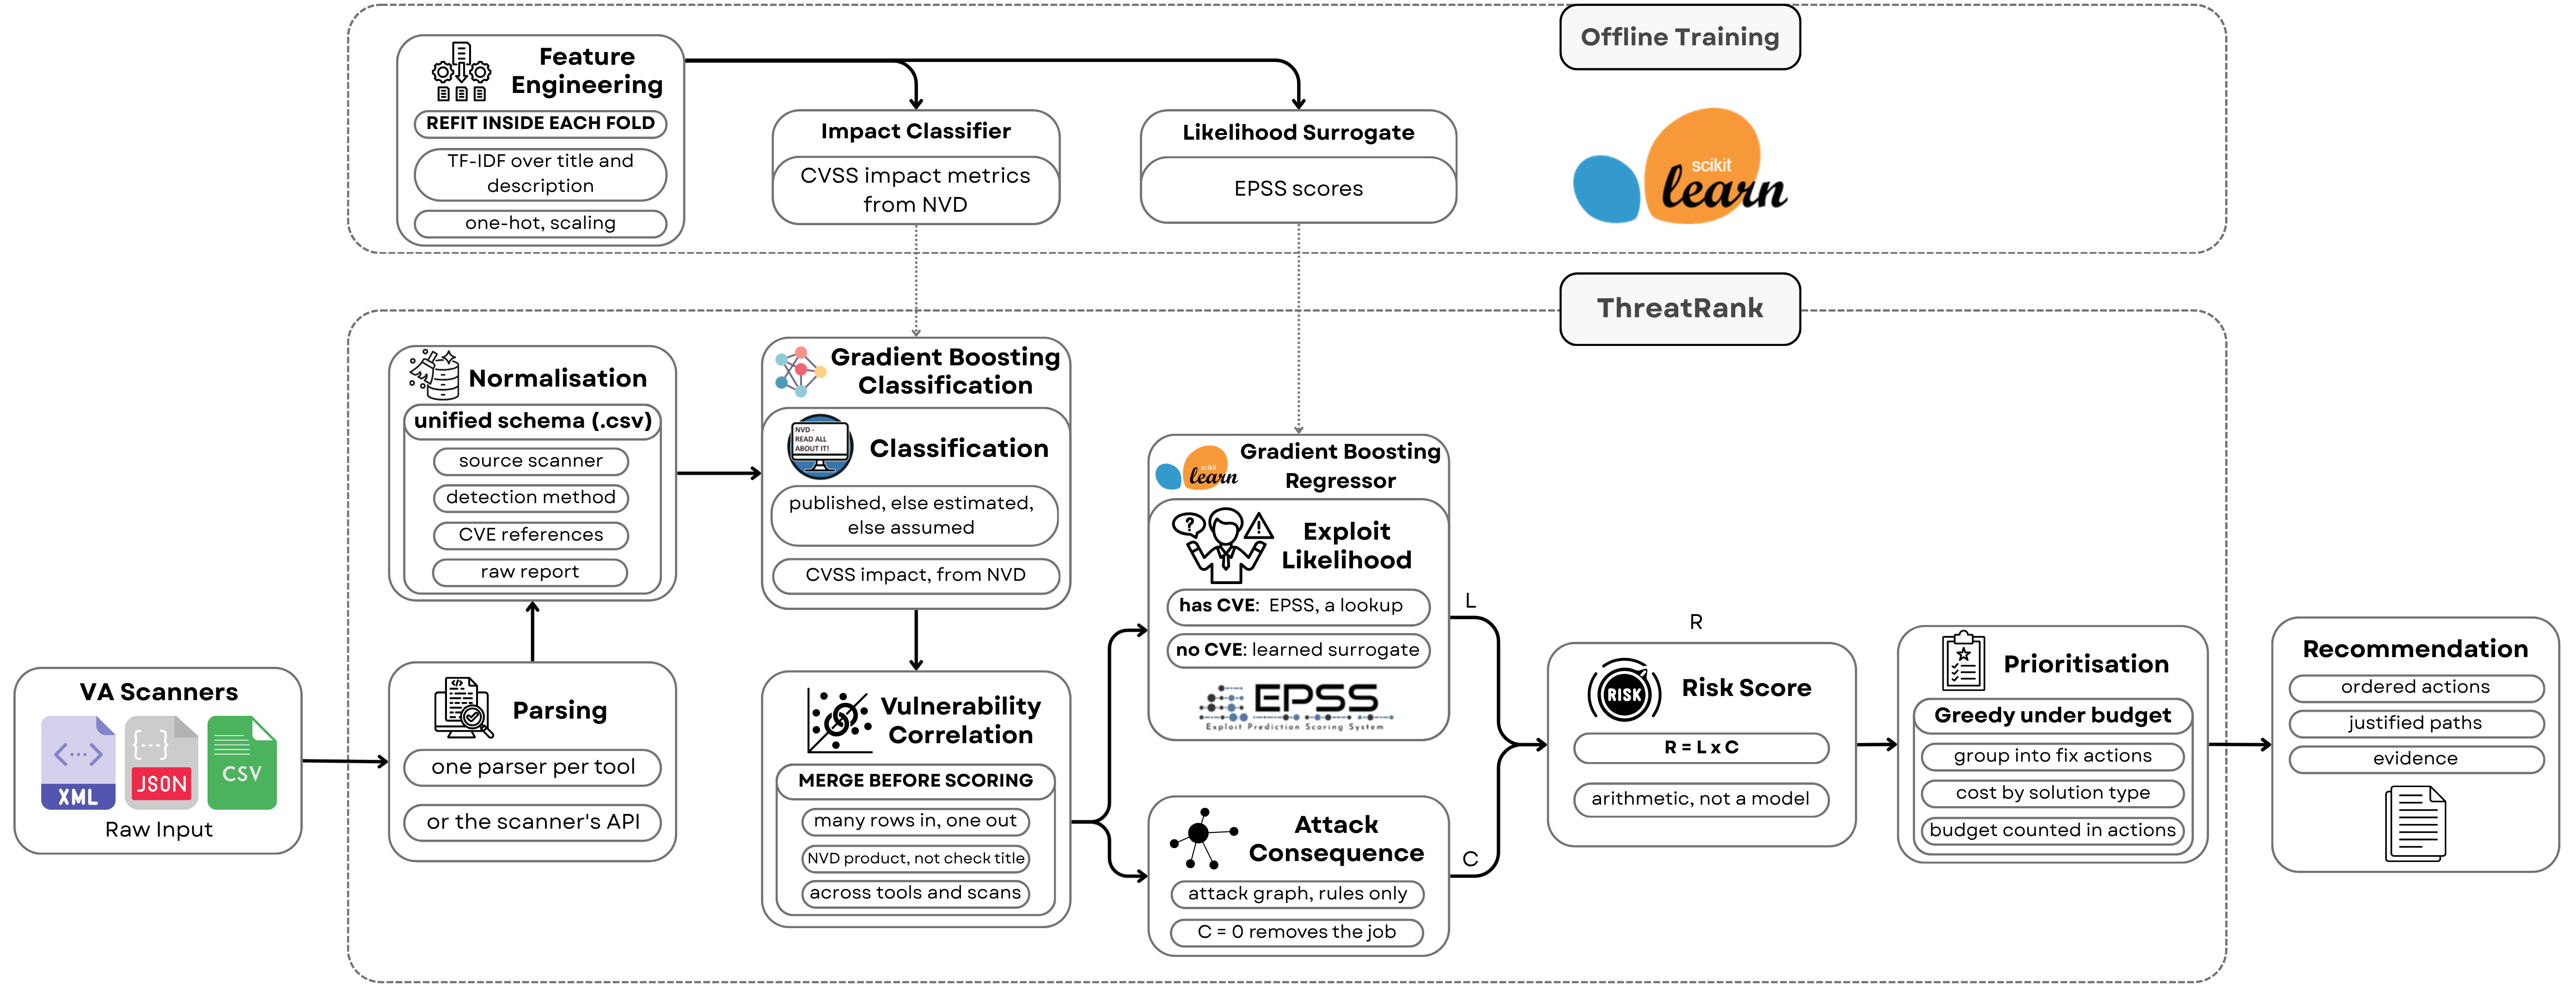 Offline Training
Feature
Engineering
REFIT INSIDE EACH FOLD
TF-IDF over title and
description
one-hot, scaling
Impact Classifier
CVSS impact metrics
from NVD
Likelihood Surrogate
EPSS scores
scikit
learn
ThreatRank
Normalisation
unified schema (.csv)
source scanner
detection method
CVE references
raw report
Gradient Boosting
Classification
NVD -
READ ALL
ABOUT IT!
Classification
published, else estimated,
else assumed
CVSS impact, from NVD
scikit
learn
Gradient Boosting
Regressor
Exploit
Likelihood
has CVE: EPSS, a lookup
no CVE: learned surrogate
EPSS
Exploit Prediction Scoring System
VA Scanners
XML
JSON
CSV
Raw Input
Parsing
one parser per tool
or the scanner's API
Vulnerability
Correlation
MERGE BEFORE SCORING
many rows in, one out
NVD product, not check title
across tools and scans
Attack
Consequence
attack graph, rules only
C = 0 removes the job
L
C
R
RISK
Risk Score
R = L x C
arithmetic, not a model
Prioritisation
Greedy under budget
group into fix actions
cost by solution type
budget counted in actions
Recommendation
ordered actions
justified paths
evidence